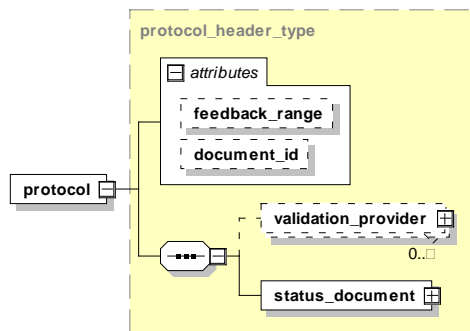 protocol_header_type
attributes
feedback_range
document_id
protocol
validation_provider
0..
status_document